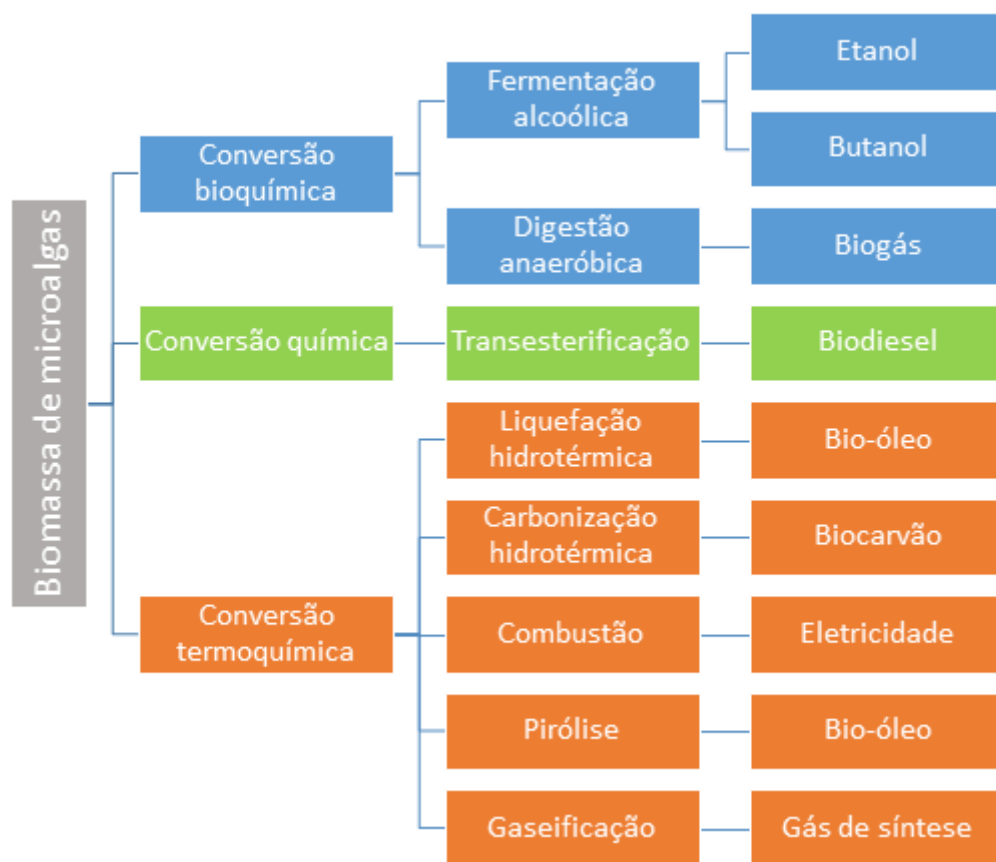 Biomassa de microalgas
Conversão
bioquímica
Fermentação
alcoólica
Etanol
Butanol
Digestão
anaeróbica
Biogás
Conversão química
Transesterificação
Biodiesel
Conversão
termoquímica
Liquefação
hidrotérmica
Bio-óleo
Carbonização
hidrotérmica
Biocarvão
Combustão
Eletricidade
Pirólise
Bio-óleo
Gaseificação
Gás de síntese